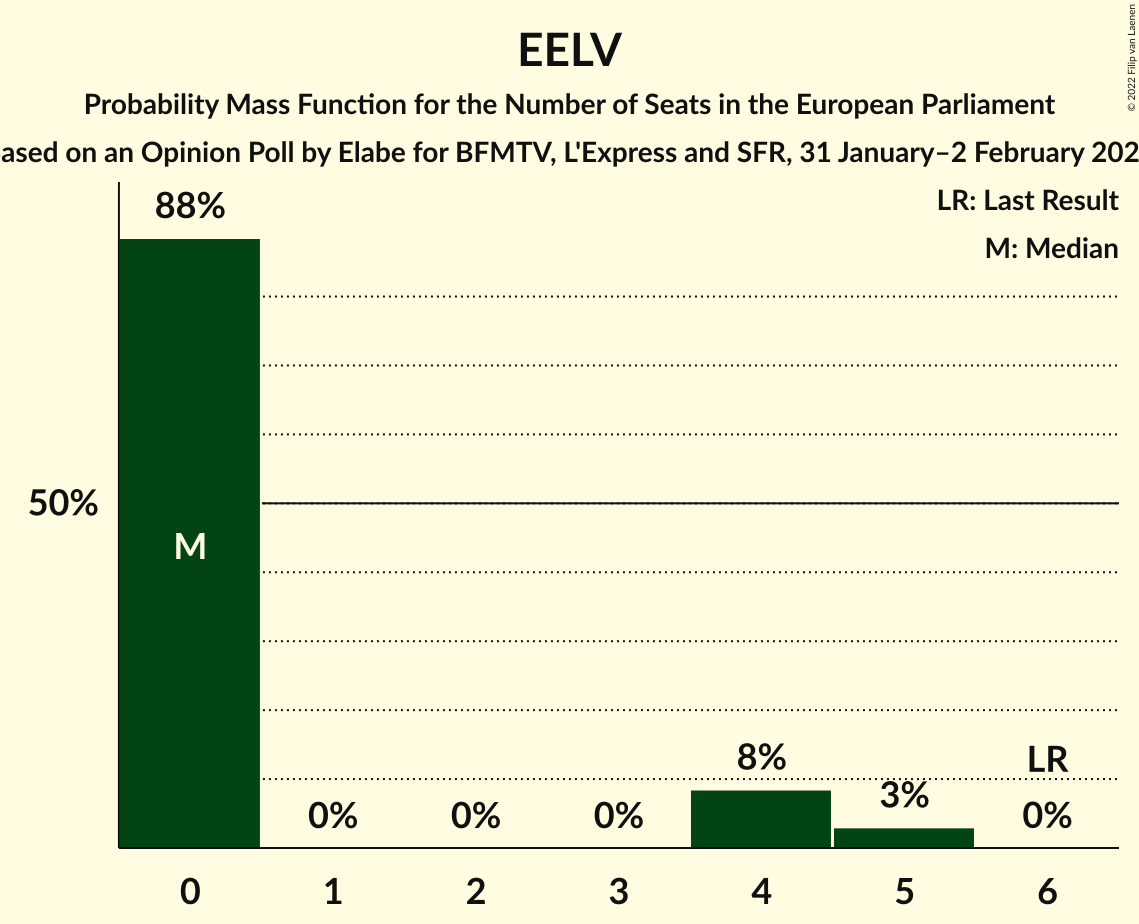 EELV
Probability Mass Function for the Number of Seats in the European Parliament
ased on an Opinion Poll by Elabe for BFMTV, L'Express and SFR, 31 January–2 February 202
© 2022 Filip van Laenen
LR: Last Result
M: Median
88%
50%
M
8%
LR
3%
0%
0%
0%
0%
0
1
2
3
4
5
6